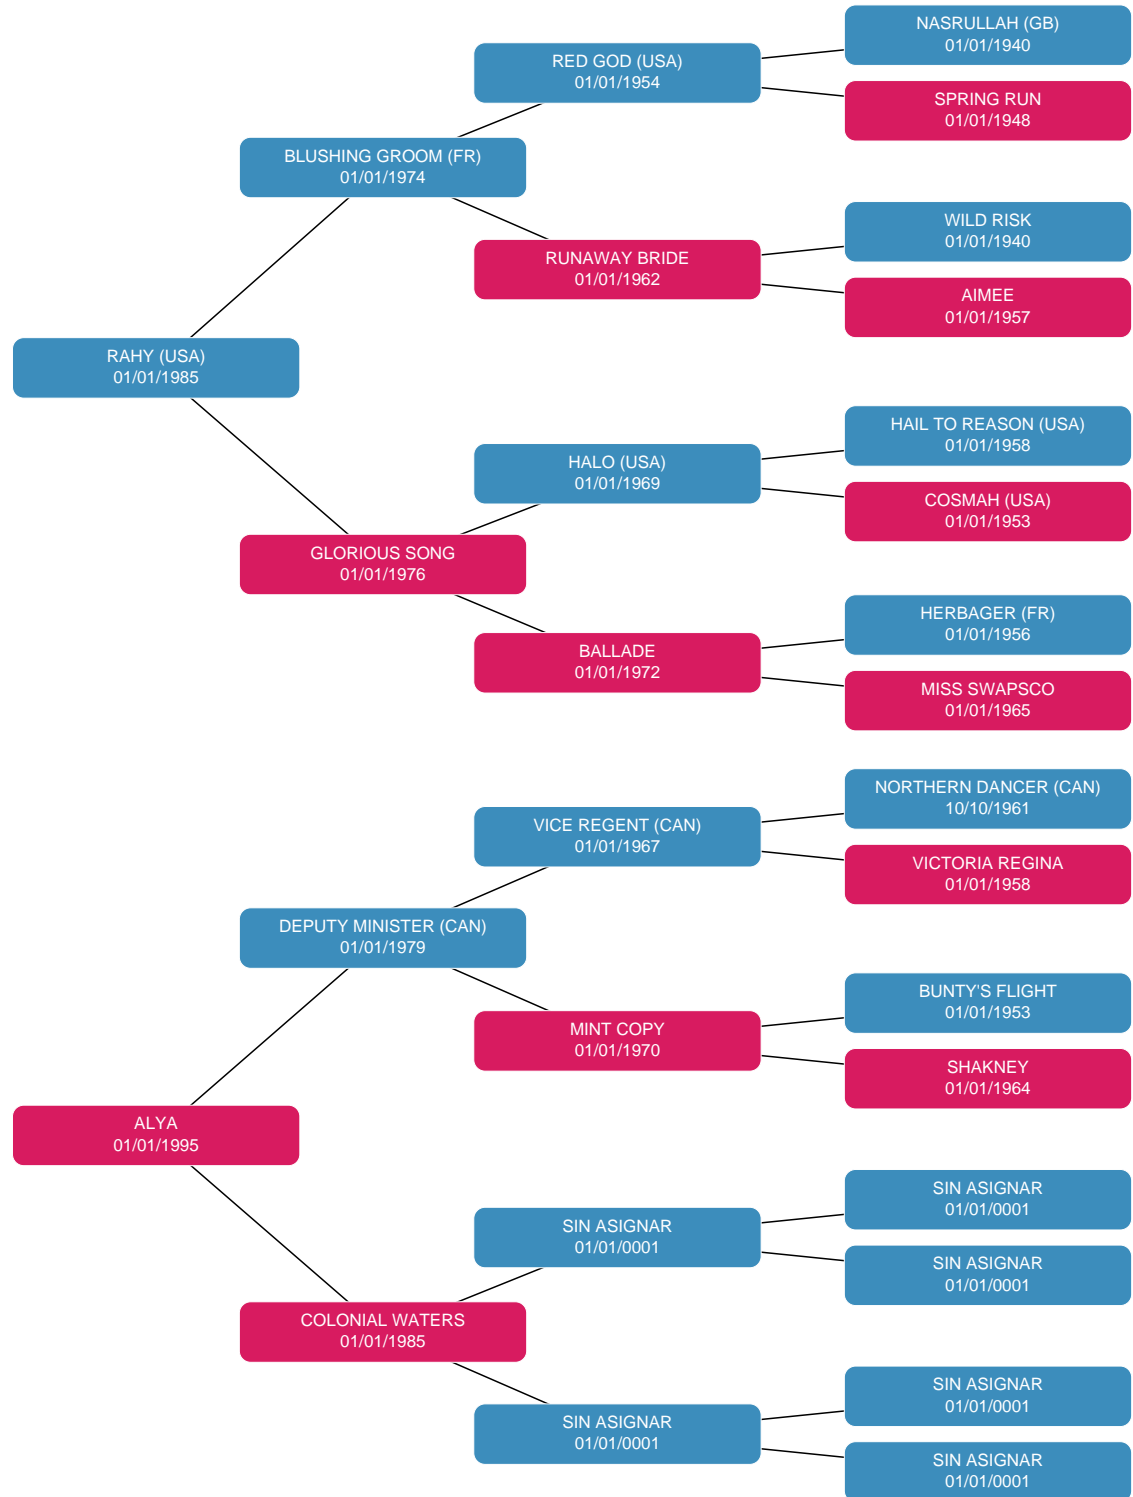 NASRULLAH (GB)
01/01/1940
RED GOD (USA)
01/01/1954
SPRING RUN
01/01/1948
BLUSHING GROOM (FR)
01/01/1974
WILD RISK
01/01/1940
RUNAWAY BRIDE
01/01/1962
AIMEE
01/01/1957
RAHY (USA)
01/01/1985
HAIL TO REASON (USA)
01/01/1958
HALO (USA)
01/01/1969
COSMAH (USA)
01/01/1953
GLORIOUS SONG
01/01/1976
HERBAGER (FR)
01/01/1956
BALLADE
01/01/1972
MISS SWAPSCO
01/01/1965
NORTHERN DANCER (CAN)
10/10/1961
VICE REGENT (CAN)
01/01/1967
VICTORIA REGINA
01/01/1958
DEPUTY MINISTER (CAN)
01/01/1979
BUNTY'S FLIGHT
01/01/1953
MINT COPY
01/01/1970
SHAKNEY
01/01/1964
ALYA
01/01/1995
SIN ASIGNAR
01/01/0001
SIN ASIGNAR
01/01/0001
SIN ASIGNAR
01/01/0001
COLONIAL WATERS
01/01/1985
SIN ASIGNAR
01/01/0001
SIN ASIGNAR
01/01/0001
SIN ASIGNAR
01/01/0001